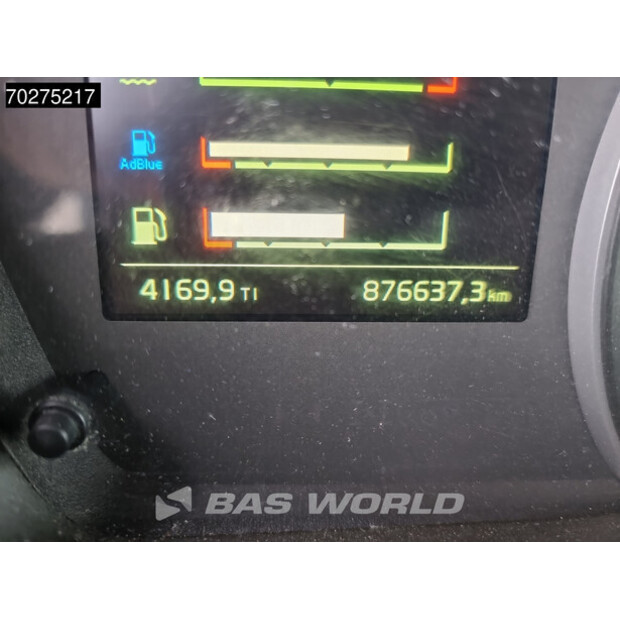 70275217
AdBlue
4169,9 TI 876637,3 km
BAS WORLD